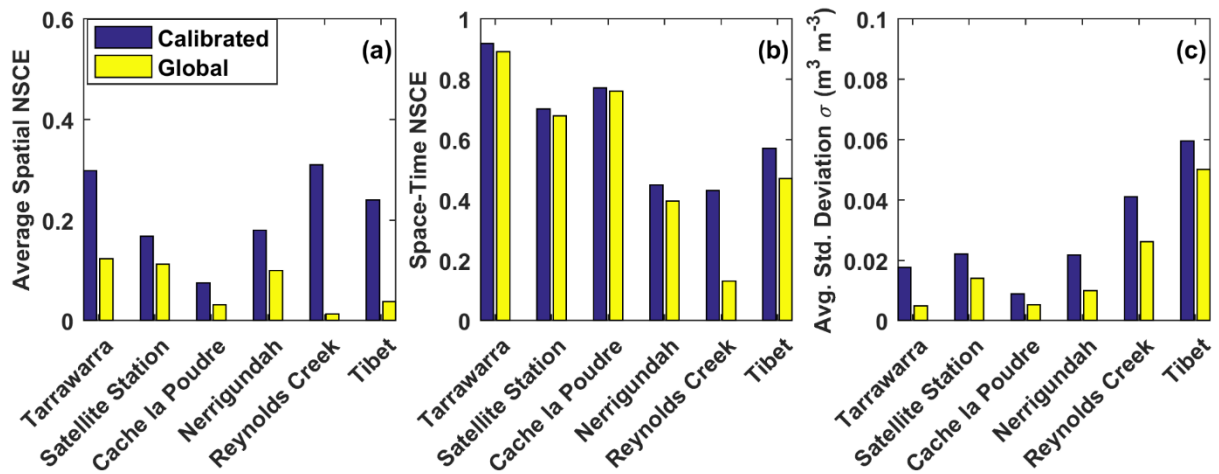 Average Spatial NSCE
0.6
0.4
0.2
0
Calibrated
Global
(a)
Tarrawarra
Satellite Station
Cache la Poudre
Nerrigundah
Reynolds Creek
Tibet
Space-Time NSCE
1
0.8
0.6
0.4
0.2
0
(b)
Tarrawarra
Satellite Station
Cache la Poudre
Nerrigundah
Reynolds Creek
Tibet
Avg. Std. Deviation σ (m³ m⁻³)
0.1
0.08
0.06
0.04
0.02
0
(c)
Tarrawarra
Satellite Station
Cache la Poudre
Nerrigundah
Reynolds Creek
Tibet